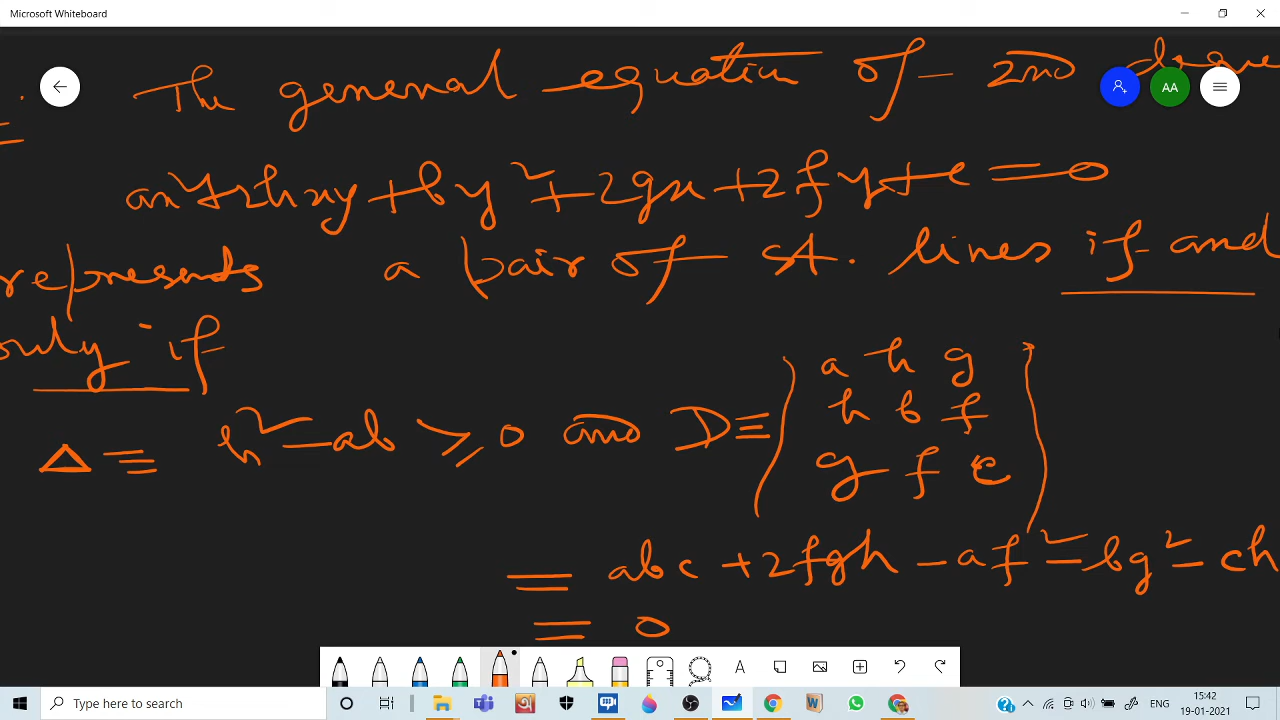 Microsoft Whiteboard
The general equation of 2nd degree
AA
ax²+2hxy+by²+2gx+2fy+c=0
represents a pair of st. lines if and
only if
Δ≡ h²-ab ⩾ 0 and D≡
a h g
h b f
g f c
= abc +2fgh -af²-bg²-ch
= 0
A
Type here to search
ENG
15:42
19-01-2021